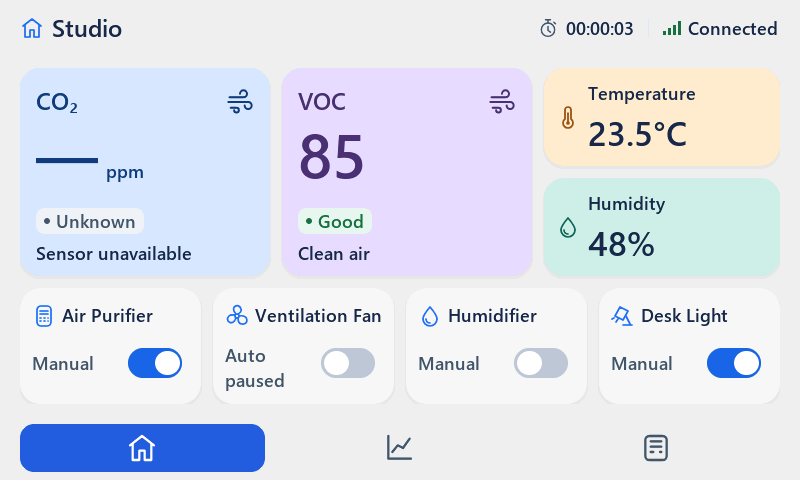 Studio
00:00:03
Connected
CO₂
— ppm
• Unknown
Sensor unavailable
VOC
85
• Good
Clean air
Temperature
23.5°C
Humidity
48%
Air Purifier
Manual
Ventilation Fan
Auto
paused
Humidifier
Manual
Desk Light
Manual